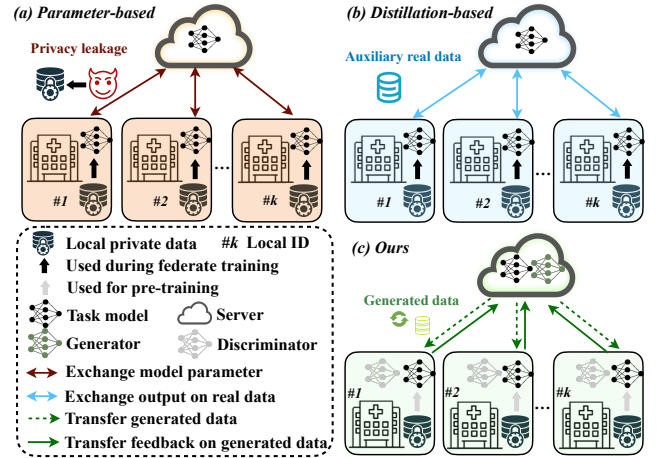 (a) Parameter-based
Privacy leakage
#1
#2
...
#k
(b) Distillation-based
Auxiliary real data
#1
#2
...
#k
Local private data
#k Local ID
Used during federate training
Used for pre-training
Task model
Server
Generator
Discriminator
Exchange model parameter
Exchange output on real data
Transfer generated data
Transfer feedback on generated data
(c) Ours
Generated data
#1
#2
...
#k